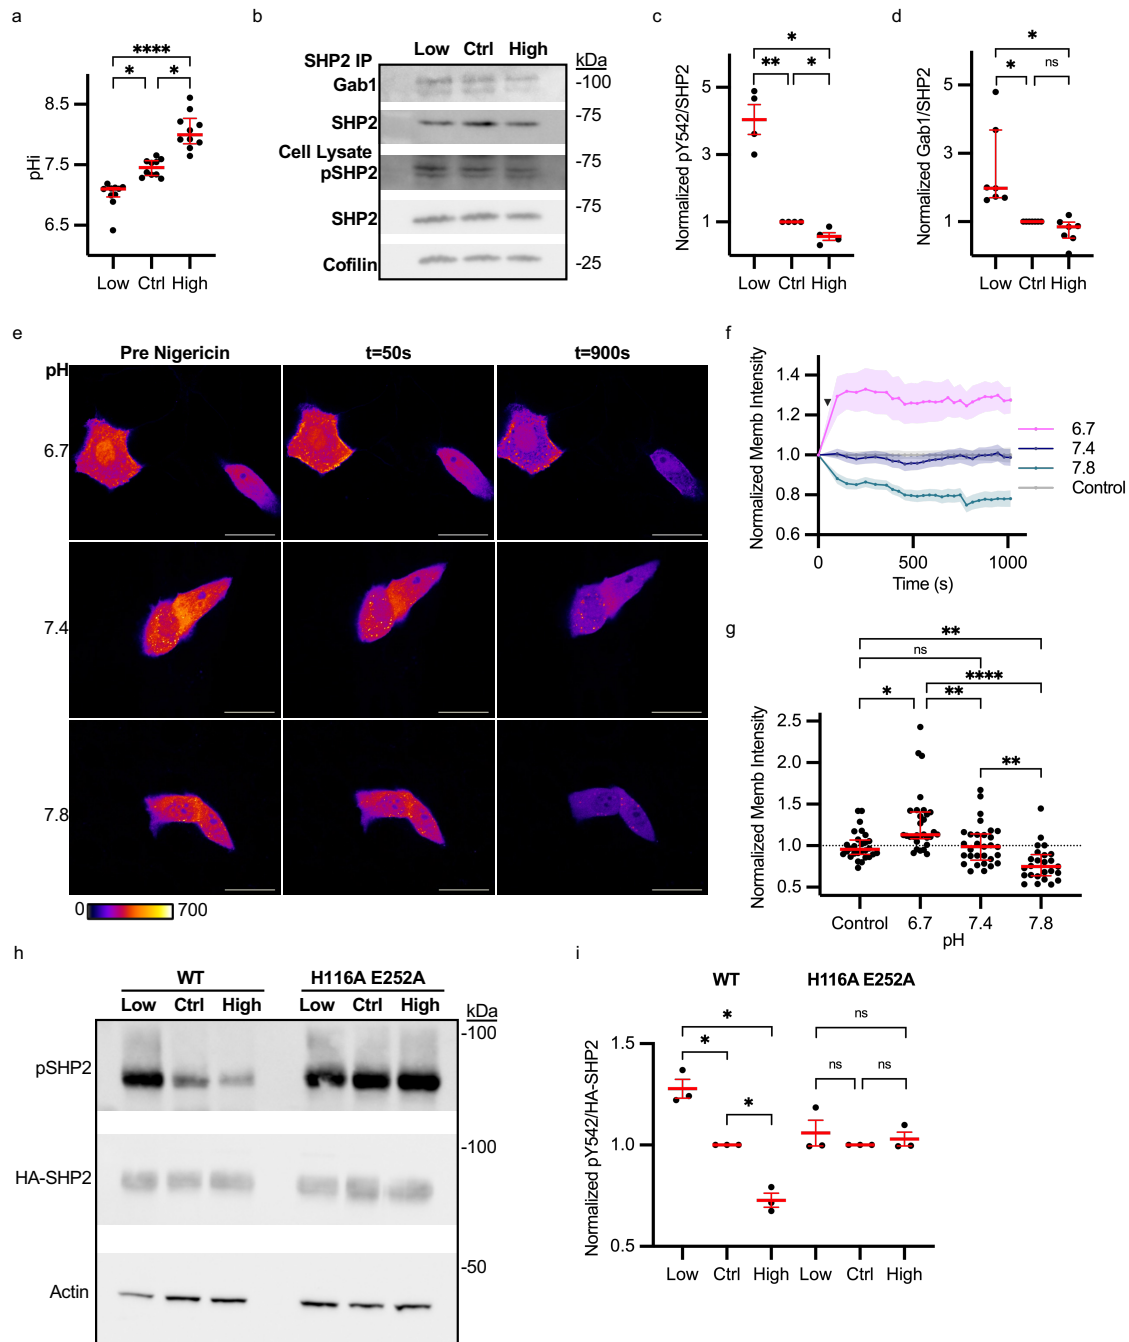 a
****
*
*
pHi
8.5
7.5
6.5
Low Ctrl High
b
SHP2 IP
Low Ctrl High
kDa
Gab1
-100
SHP2
-75
Cell Lysate
pSHP2
-75
SHP2
-75
Cofilin
-25
c
*
**
*
Normalized pY542/SHP2
5
3
1
Low Ctrl High
d
*
*
ns
Normalized Gab1/SHP2
5
3
1
Low Ctrl High
e
Pre Nigericin
t=50s
t=900s
pH
6.7
7.4
7.8
0
700
f
Normalized Memb Intensity
1.4
1.2
1.0
0.8
0.6
0
500
1000
Time (s)
6.7
7.4
7.8
Control
g
**
ns
****
*
**
**
Normalized Memb Intensity
2.5
2.0
1.5
1.0
0.5
Control 6.7 7.4 7.8
pH
h
WT
H116A E252A
Low Ctrl High
Low Ctrl High
kDa
-100
pSHP2
-100
HA-SHP2
-50
Actin
i
WT
H116A E252A
*
*
*
ns
ns
ns
Normalized pY542/HA-SHP2
1.5
1.0
0.5
Low Ctrl High Low Ctrl High